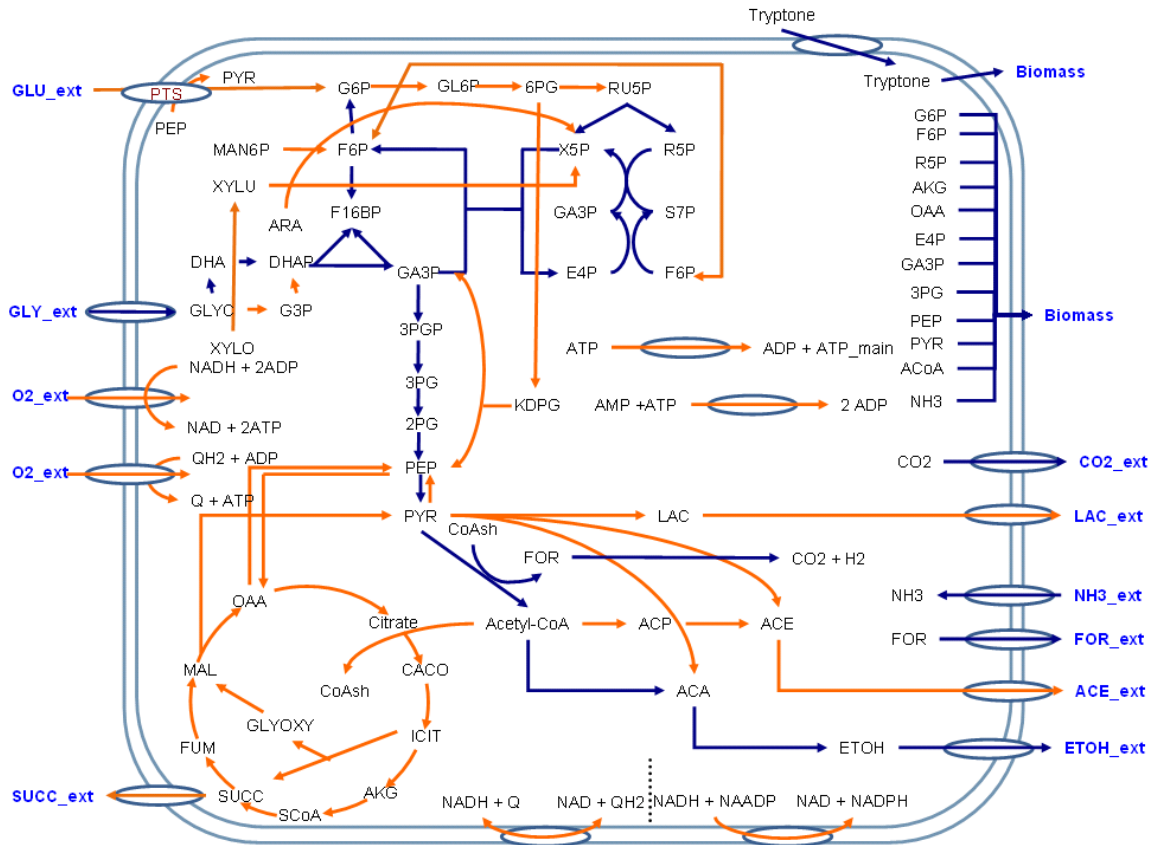 Tryptone
GLU_ext
PTS
PYR
PEP
G6P
GL6P
6PG
RU5P
Tryptone
Biomass
MAN6P
F6P
X5P
R5P
XYLU
ARA
F16BP
GA3P
S7P
DHA
DHAP
GA3P
E4P
F6P
GLY_ext
GLYC
G3P
XYLO
3PGP
ATP
ADP + ATP_main
G6P
F6P
R5P
AKG
OAA
E4P
GA3P
3PG
PEP
PYR
ACoA
NH3
Biomass
NADH + 2ADP
O2_ext
NAD + 2ATP
3PG
KDPG
AMP +ATP
2 ADP
2PG
O2_ext
QH2 + ADP
Q + ATP
PEP
CO2
CO2_ext
PYR
CoAsh
LAC
LAC_ext
FOR
CO2 + H2
OAA
Citrate
Acetyl-CoA
ACP
ACE
NH3
NH3_ext
FOR
FOR_ext
MAL
CoAsh
CACO
ACA
ACE_ext
GLYOXY
ICIT
FUM
ETOH
ETOH_ext
SUCC_ext
SUCC
SCoA
AKG
NADH + Q
NAD + QH2
NADH + NAADP
NAD + NADPH